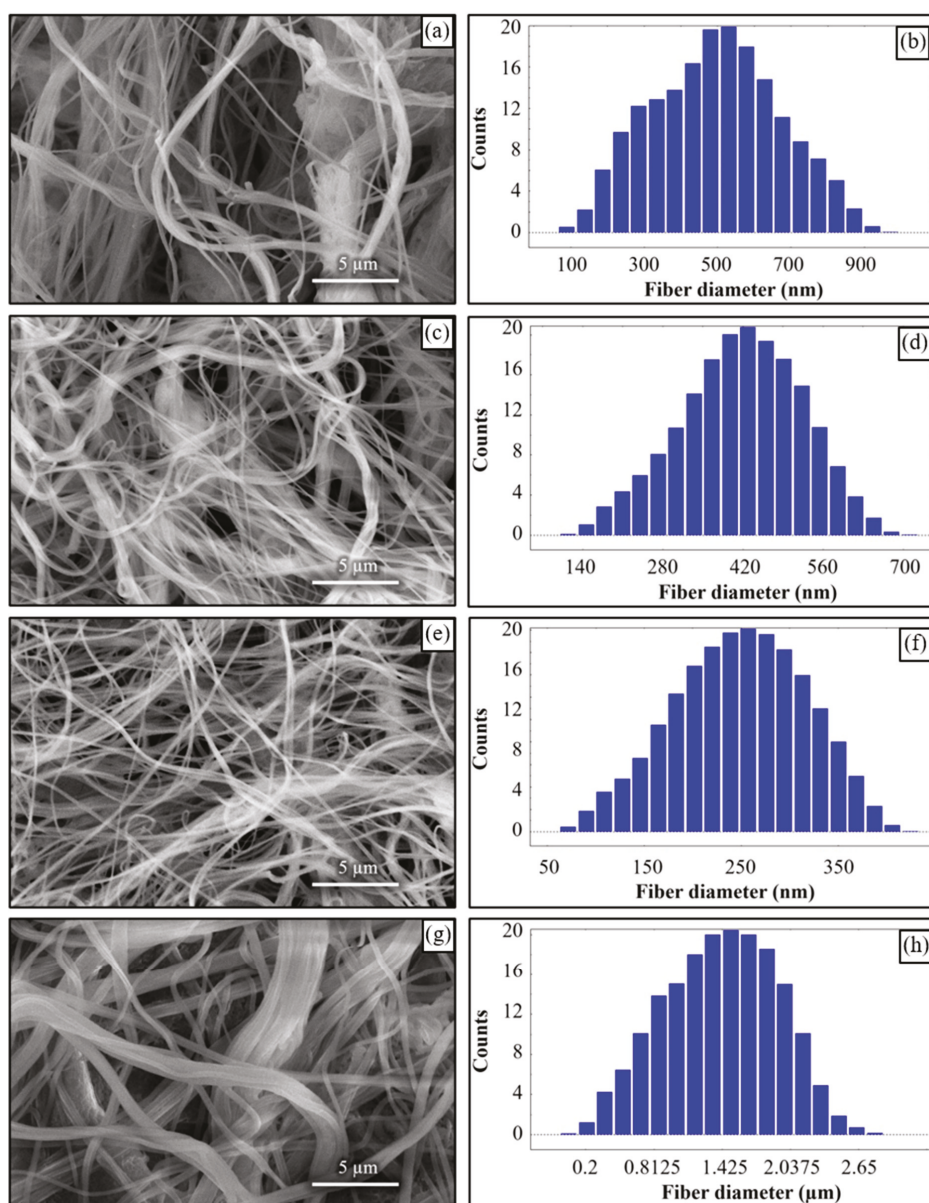 (a)
5 µm
(b)
20
16
12
8
4
0
Counts
100 300 500 700 900
Fiber diameter (nm)
(c)
5 µm
(d)
20
16
12
8
4
0
Counts
140 280 420 560 700
Fiber diameter (nm)
(e)
5 µm
(f)
20
16
12
8
4
0
Counts
50 150 250 350
Fiber diameter (nm)
(g)
5 µm
(h)
20
16
12
8
4
0
Counts
0.2 0.8125 1.425 2.0375 2.65
Fiber diameter (µm)